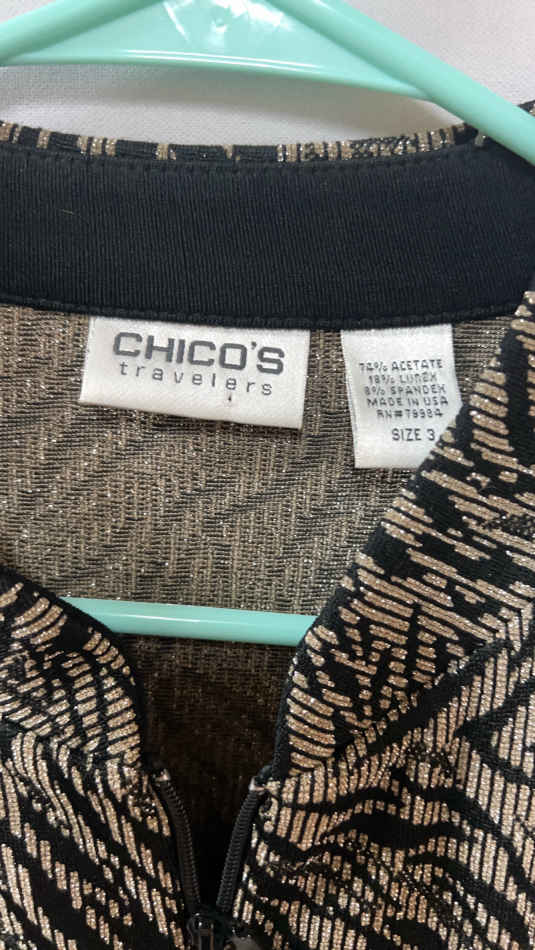 CHICO'S
travelers
74% ACETATE
18% LUREX
8% SPANDEX
MADE IN USA
RN#79984
SIZE 3